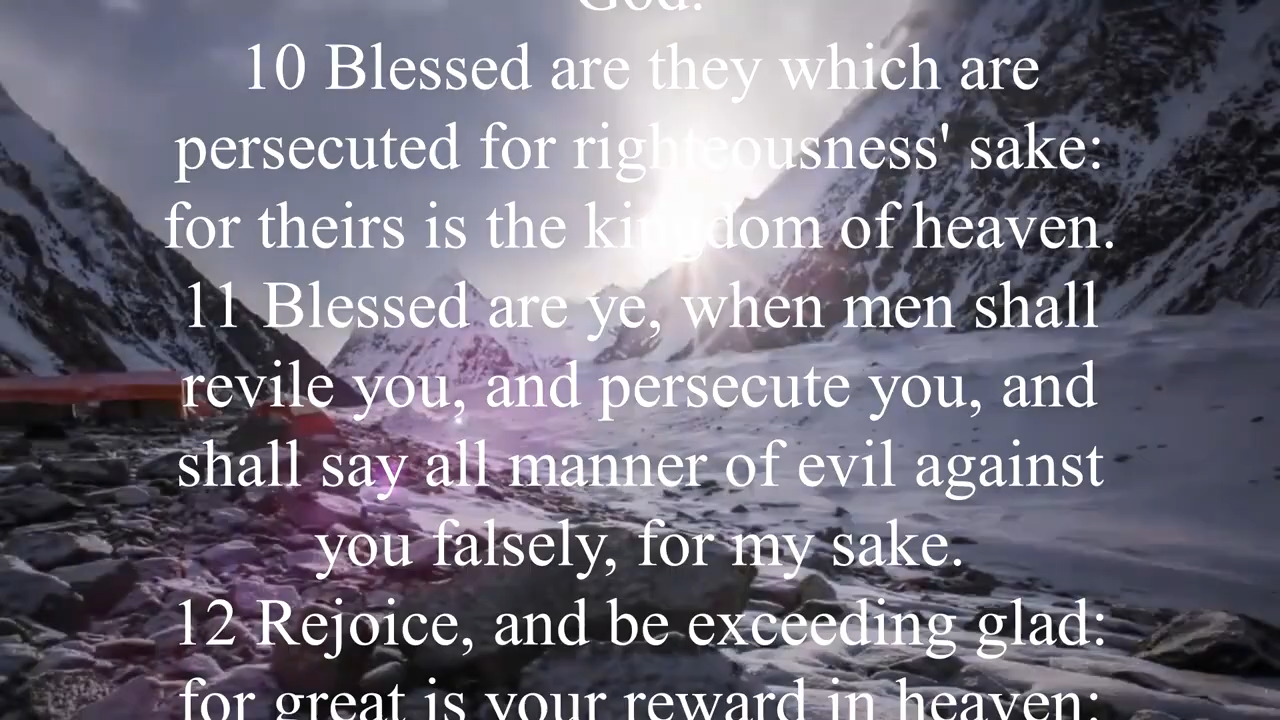 God.
10 Blessed are they which are
persecuted for righteousness' sake:
for theirs is the kingdom of heaven.
11 Blessed are ye, when men shall
revile you, and persecute you, and
shall say all manner of evil against
you falsely, for my sake.
12 Rejoice, and be exceeding glad:
for great is your reward in heaven: